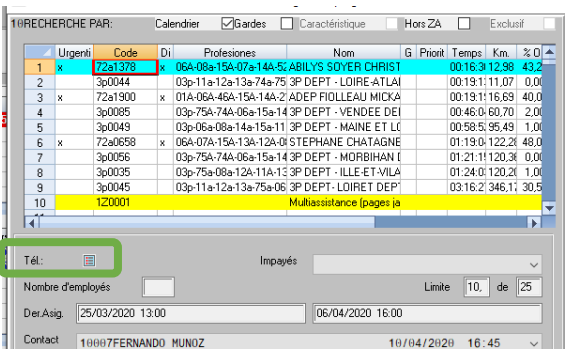 10RECHERCHE PAR: Calendrier Gardes Caractéristique Hors ZA Exclusif
Urgenti Code Di Profesiones Nom G Priorit Temps Km. % O
1 x 72a1378 x 06A-08a-15A-07a-14A-52 ABILYS SOYER CHRIST 00:16:3 12,98 43,2
2 3p0044 03p-11a-12a-13a-74a-75 3P DEPT - LOIRE-ATLA 00:19:1 11,07 0,00
3 x 72a1900 x 01A-06A-46A-15A-14A-2 ADEP FIOLLEAU MICKA 00:19:1 16,69 40,0
4 3p0085 03p-75A-74A-06a-15a-14 3P DEPT - VENDEE DE 00:46:0 60,70 2,00
5 3p0049 03p-06a-08a-14a-15a-11 3P DEPT - MAINE ET L 00:58:5 95,49 1,00
6 x 72a0658 x 06A-07A-15A-13A-12A-0 STEPHANE CHATAGNE 01:19:0 122,2 48,0
7 3p0056 03p-75A-74A-06a-15a-14 3P DEPT - MORBIHAN 01:21:1 120,3 0,00
8 3p0035 03p-75a-08a-12A-11A-13 3P DEPT - ILLE-ET-VILA 01:24:0 120,2 1,00
9 3p0045 03p-11a-12a-13a-75a-06 3P DEPT- LOIRET DEP 03:16:2 346,1 30,5
10 1Z0001 Multiassistance (pages ja
Tél.: Impayés
Nombre d'employés Limite 10, de 25
Der.Asig. 25/03/2020 13:00 06/04/2020 16:00
Contact 10007FERNANDO MUNOZ 10/04/2020 16:45